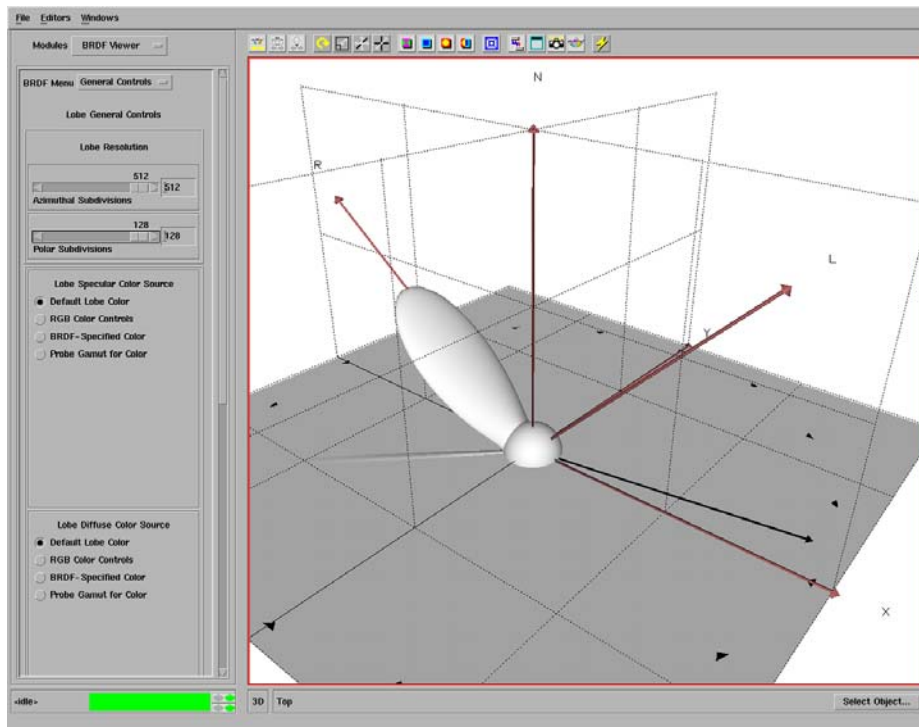 File Editors Windows
Modules BRDF Viewer
BRDF Menu General Controls
Lobe General Controls
Lobe Resolution
512
512
Azimuthal Subdivisions
128
128
Polar Subdivisions
Lobe Specular Color Source
Default Lobe Color
RGB Color Controls
BRDF-Specified Color
Probe Gamut for Color
Lobe Diffuse Color Source
Default Lobe Color
RGB Color Controls
BRDF-Specified Color
Probe Gamut for Color
N
R
L
Y
X
<idle>
3D Top
Select Object...